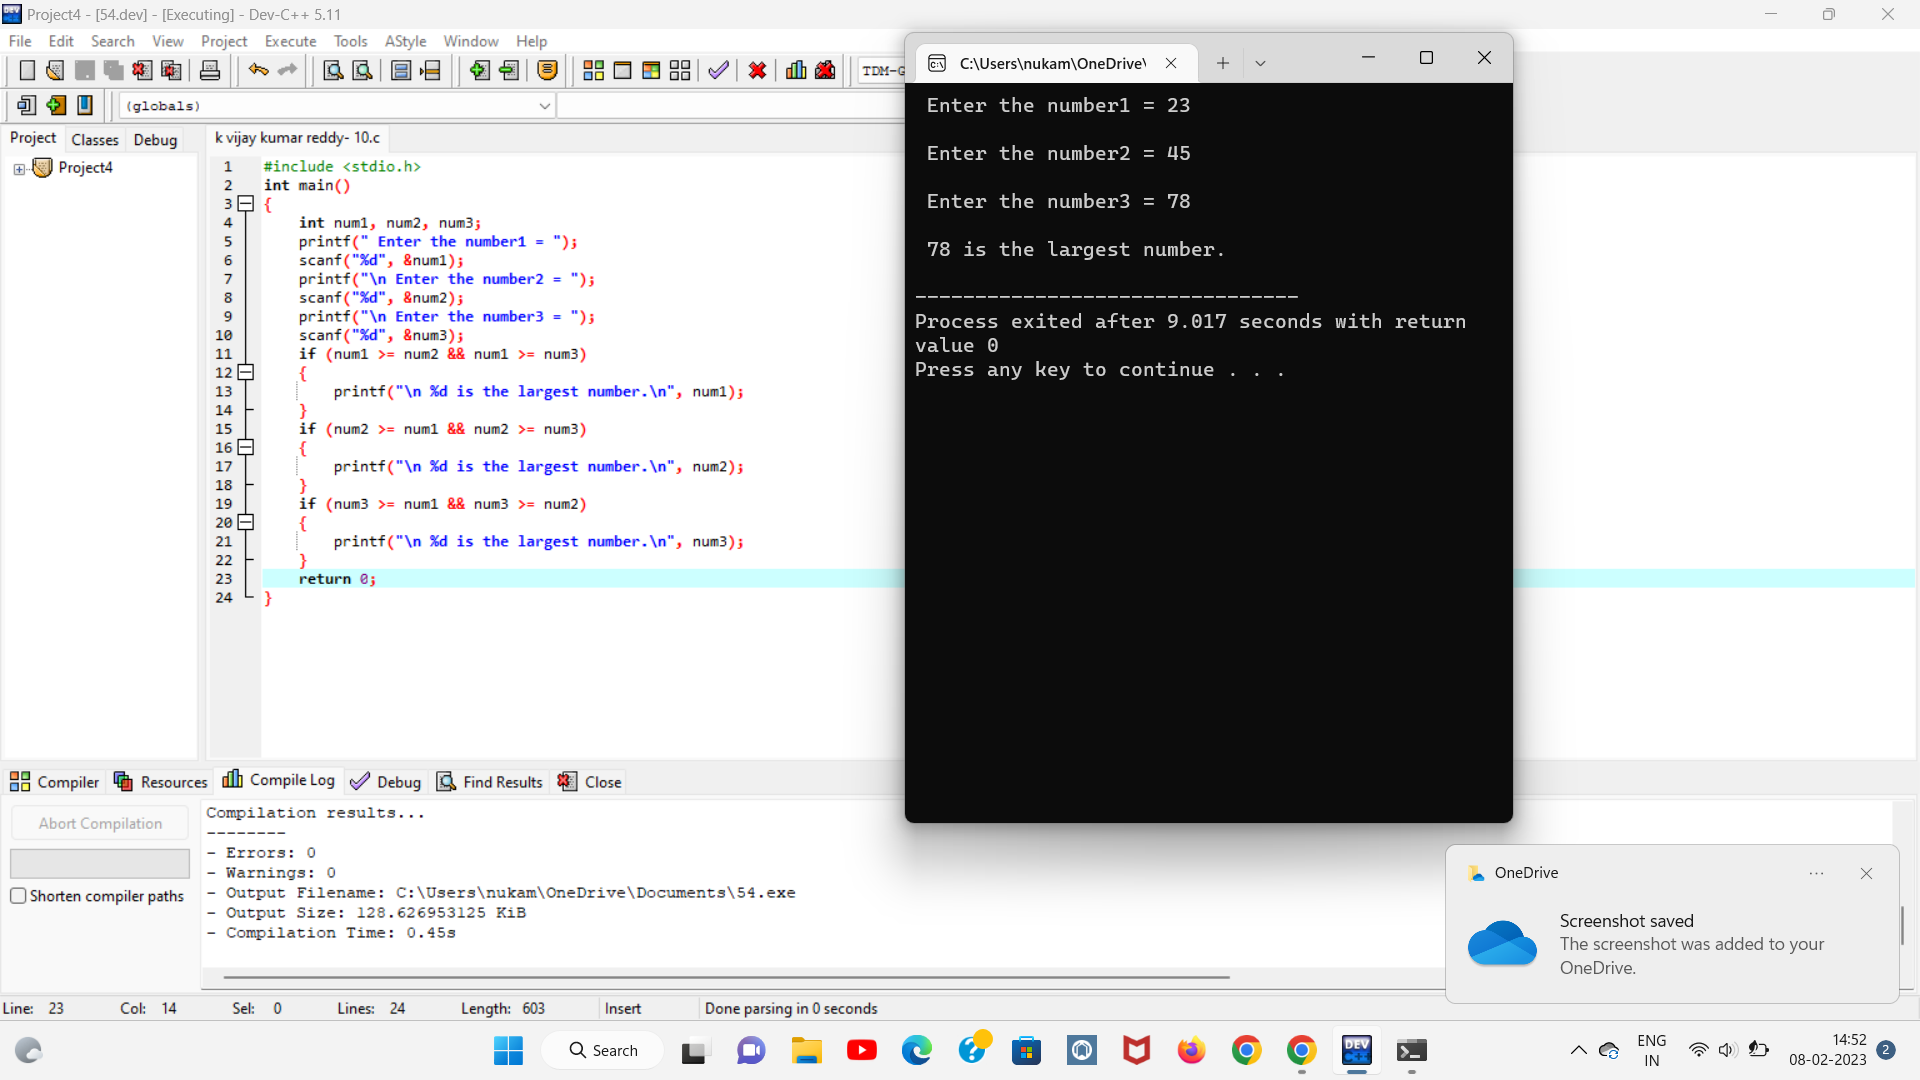 Project4 - [54.dev] - [Executing] - Dev-C++ 5.11
File Edit Search View Project Execute Tools AStyle Window Help
TDM-G
(globals)
Project Classes Debug
k vijay kumar reddy- 10.c
Project4
1 #include <stdio.h>
2 int main()
3 {
4 int num1, num2, num3;
5 printf(" Enter the number1 = ");
6 scanf("%d", &num1);
7 printf("\n Enter the number2 = ");
8 scanf("%d", &num2);
9 printf("\n Enter the number3 = ");
10 scanf("%d", &num3);
11 if (num1 >= num2 && num1 >= num3)
12 {
13 printf("\n %d is the largest number.\n", num1);
14 }
15 if (num2 >= num1 && num2 >= num3)
16 {
17 printf("\n %d is the largest number.\n", num2);
18 }
19 if (num3 >= num1 && num3 >= num2)
20 {
21 printf("\n %d is the largest number.\n", num3);
22 }
23 return 0;
24 }
C:\Users\nukam\OneDrive\
Enter the number1 = 23
Enter the number2 = 45
Enter the number3 = 78
78 is the largest number.
--------------------------------
Process exited after 9.017 seconds with return
value 0
Press any key to continue . . .
Compiler Resources Compile Log Debug Find Results Close
Abort Compilation
Shorten compiler paths
Compilation results...
--------
- Errors: 0
- Warnings: 0
- Output Filename: C:\Users\nukam\OneDrive\Documents\54.exe
- Output Size: 128.626953125 KiB
- Compilation Time: 0.45s
OneDrive
Screenshot saved
The screenshot was added to your
OneDrive.
Line: 23 Col: 14 Sel: 0 Lines: 24 Length: 603 Insert Done parsing in 0 seconds
Search
DEV
C++
ENG
IN
14:52
08-02-2023
2